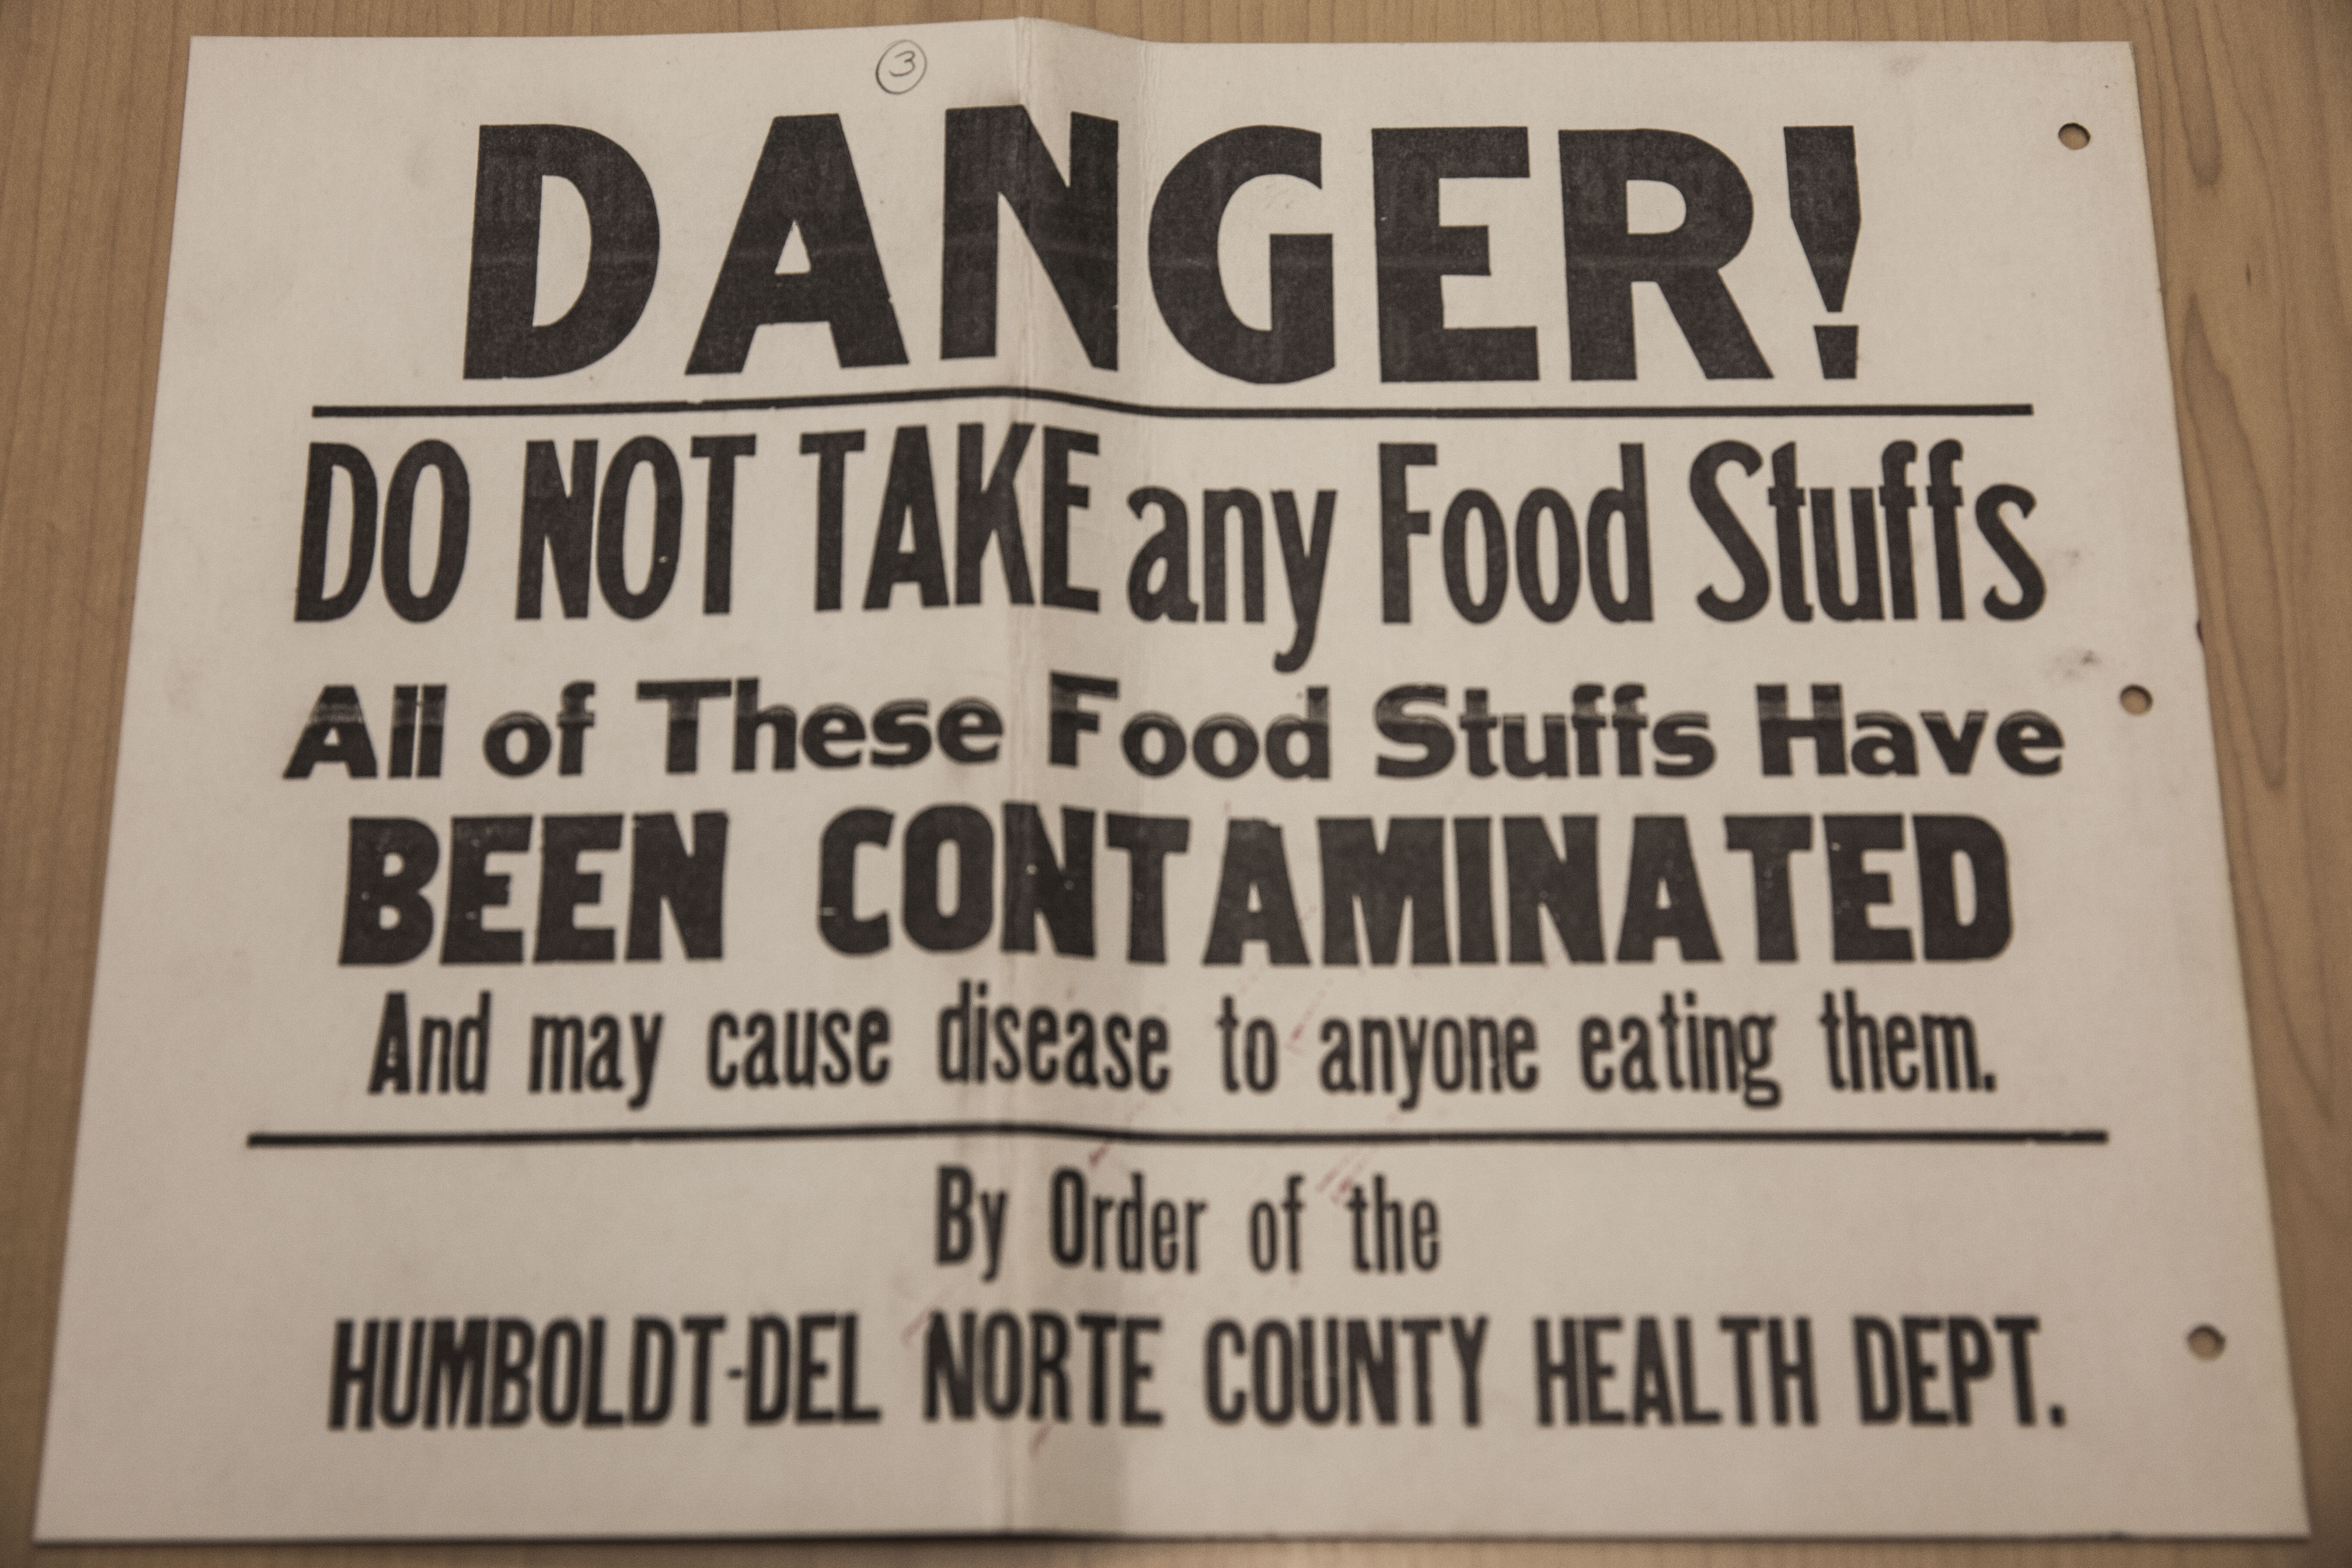 3
DANGER!
DO NOT TAKE any Food Stuffs
All of These Food Stuffs Have
BEEN CONTAMINATED
And may cause disease to anyone eating them.
By Order of the
HUMBOLDT-DEL NORTE COUNTY HEALTH DEPT.